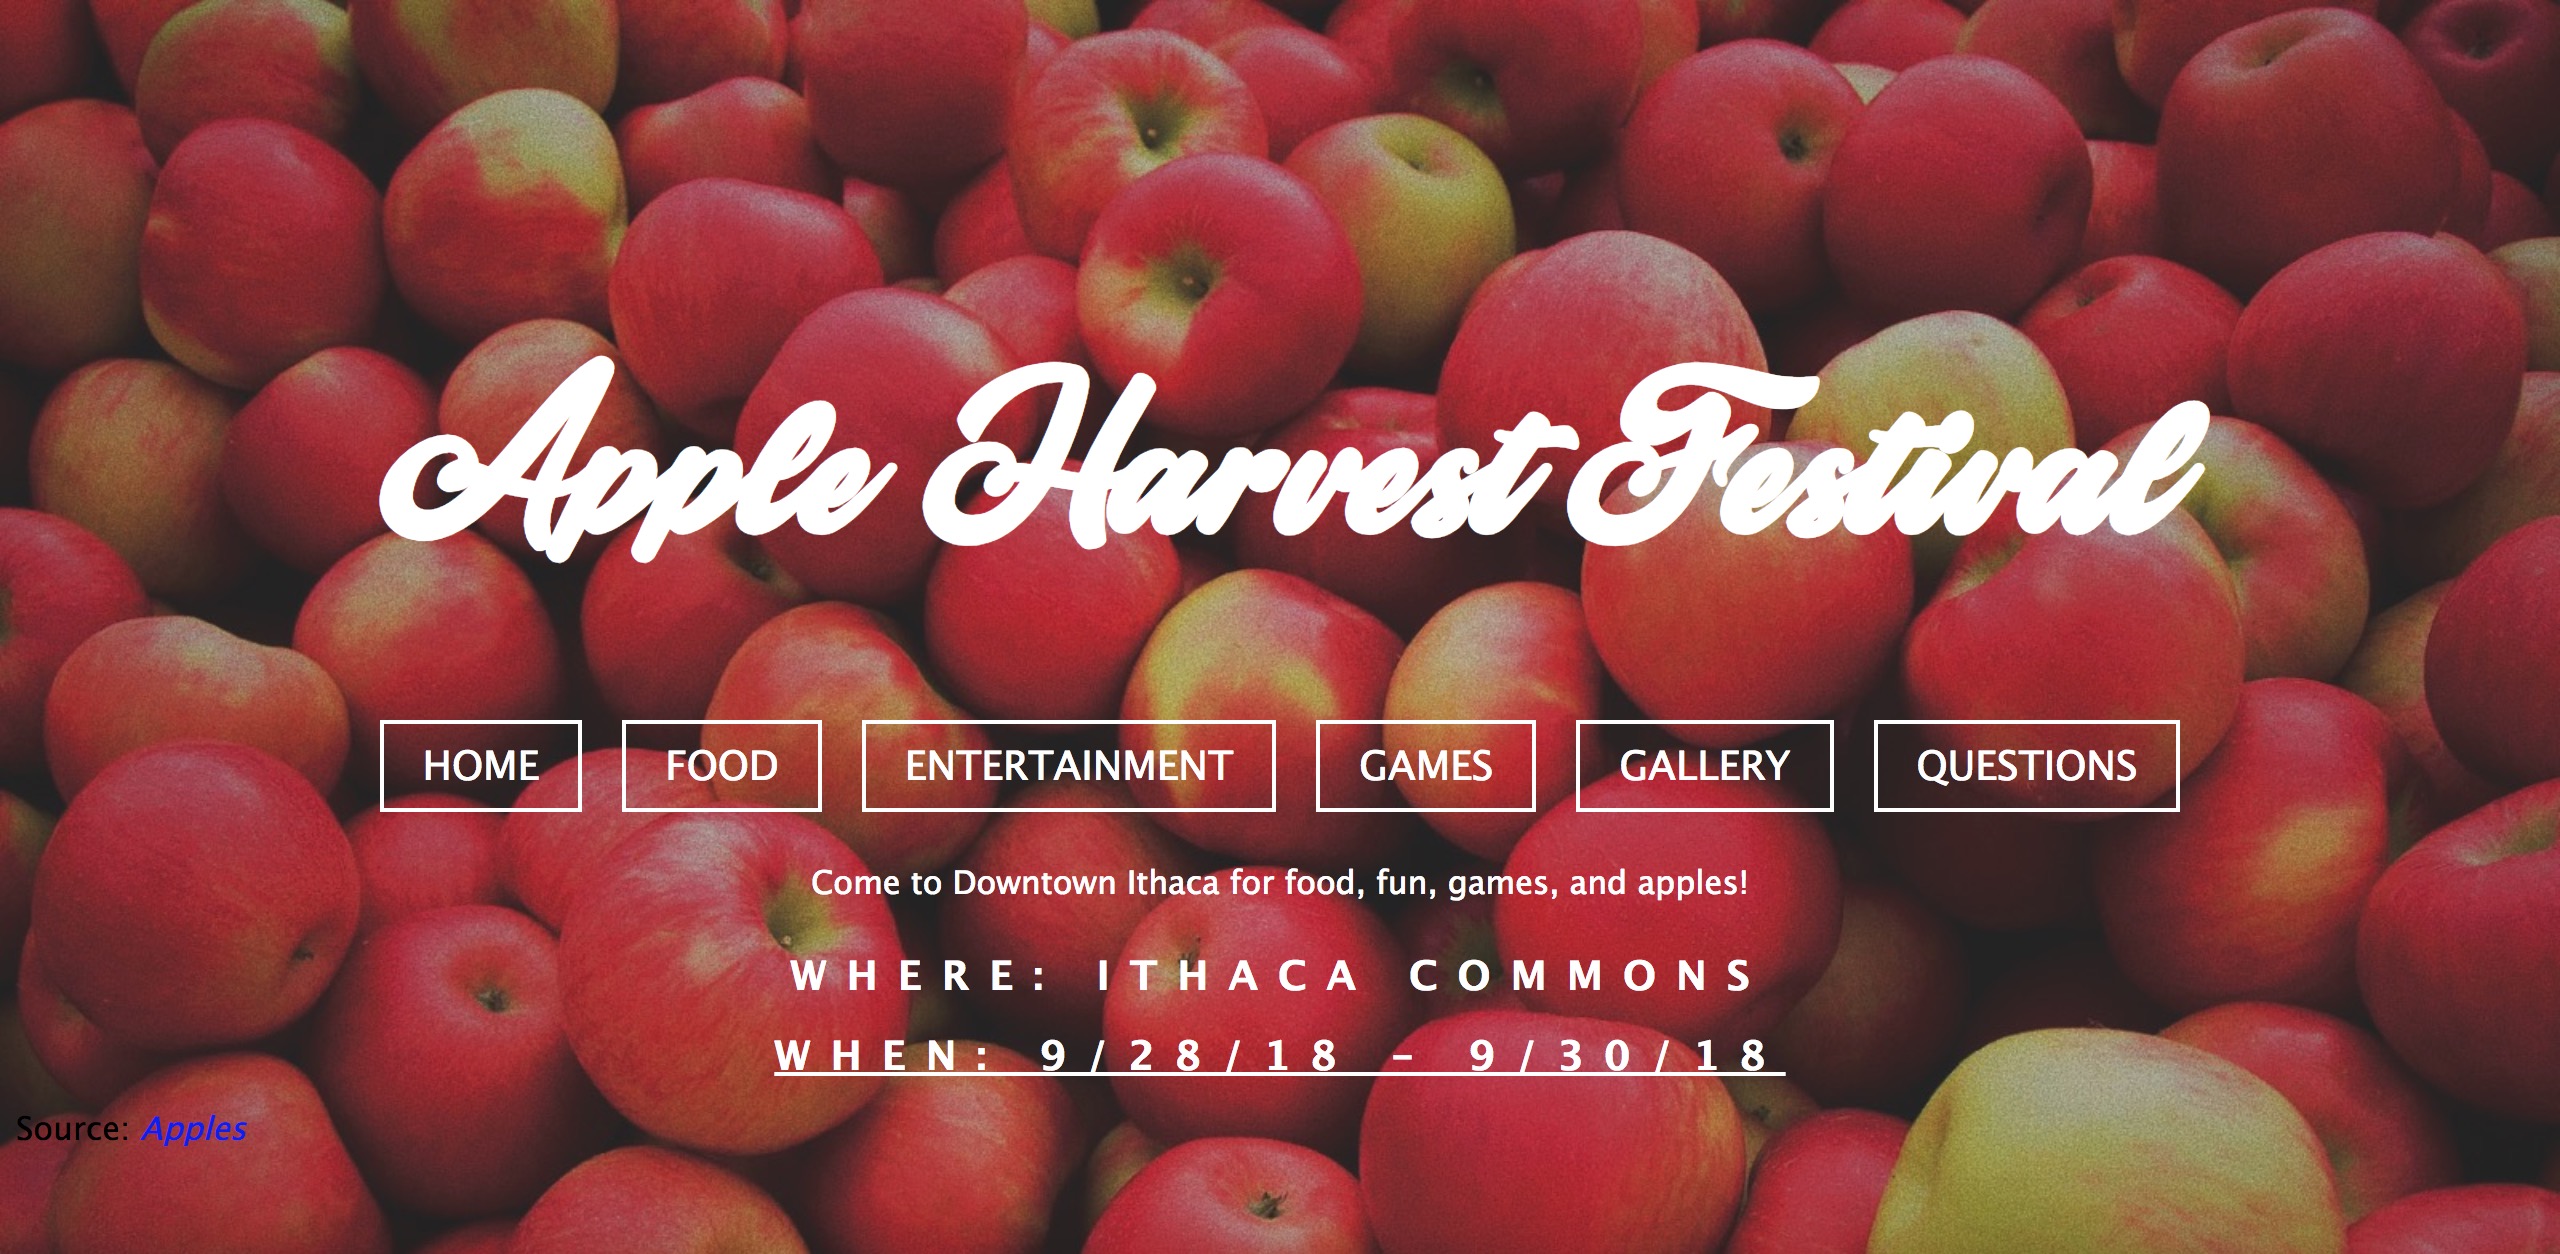 Apple Harvest Festival
HOME FOOD ENTERTAINMENT GAMES GALLERY QUESTIONS
Come to Downtown Ithaca for food, fun, games, and apples!
WHERE: ITHACA COMMONS
WHEN: 9/28/18 - 9/30/18
Source: Apples